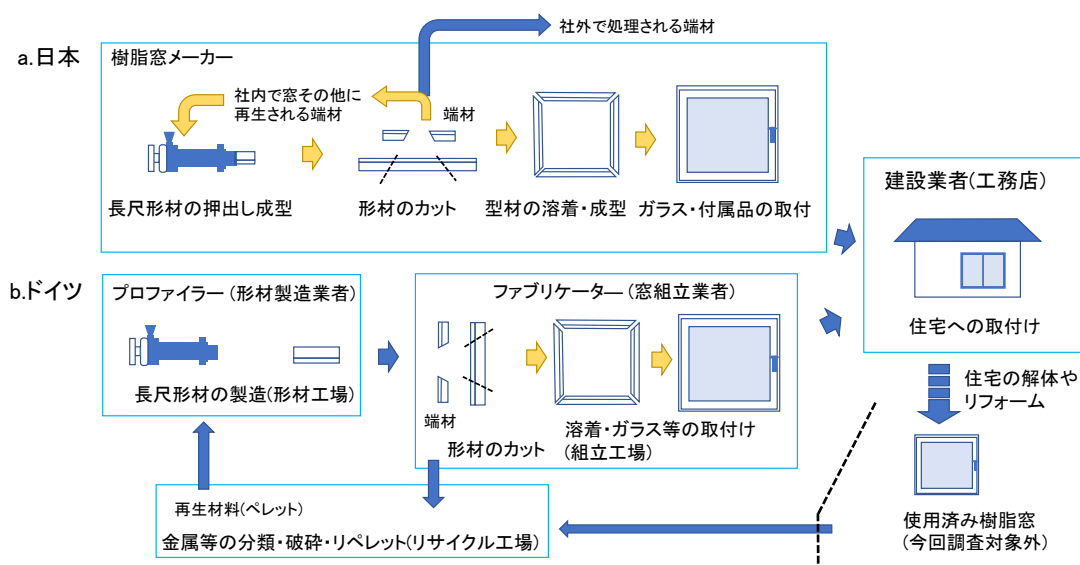 社外で処理される端材
a.日本
樹脂窓メーカー
社内で窓その他に
再生される端材
端材
長尺形材の押出し成型
形材のカット
型材の溶着・成型
ガラス・付属品の取付
建設業者(工務店)
住宅への取付け
b.ドイツ
プロファイラー(形材製造業者)
長尺形材の製造(形材工場)
ファブリケーター(窓組立業者)
端材
形材のカット
溶着・ガラス等の取付け
(組立工場)
住宅の解体や
リフォーム
使用済み樹脂窓
(今回調査対象外)
再生材料(ペレット)
金属等の分類・破砕・リペレット(リサイクル工場)